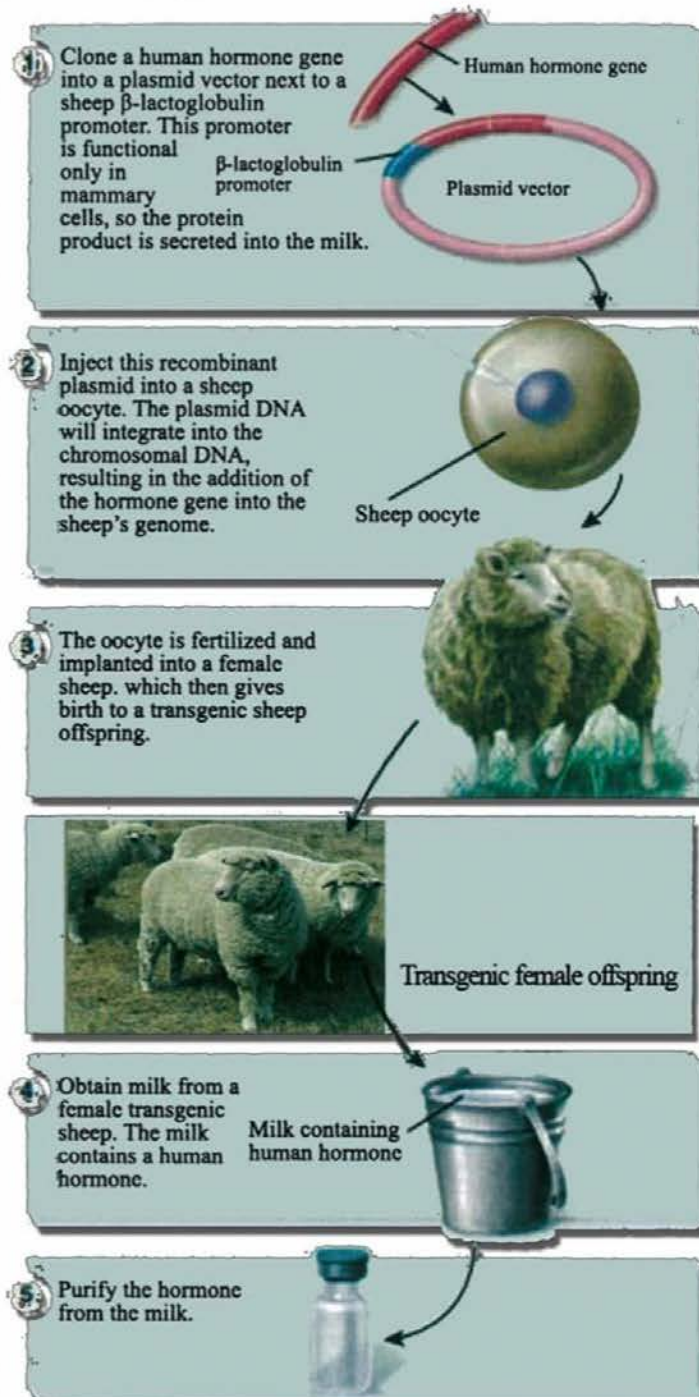 1
Clone a human hormone gene
into a plasmid vector next to a
sheep β-lactoglobulin
promoter. This promoter
is functional
only in
mammary
cells, so the protein
product is secreted into the milk.
Human hormone gene
β-lactoglobulin
promoter
Plasmid vector
2
Inject this recombinant
plasmid into a sheep
oocyte. The plasmid DNA
will integrate into the
chromosomal DNA,
resulting in the addition of
the hormone gene into the
sheep's genome.
Sheep oocyte
3
The oocyte is fertilized and
implanted into a female
sheep. which then gives
birth to a transgenic sheep
offspring.
Transgenic female offspring
4
Obtain milk from a
female transgenic
sheep. The milk
contains a human
hormone.
Milk containing
human hormone
5
Purify the hormone
from the milk.